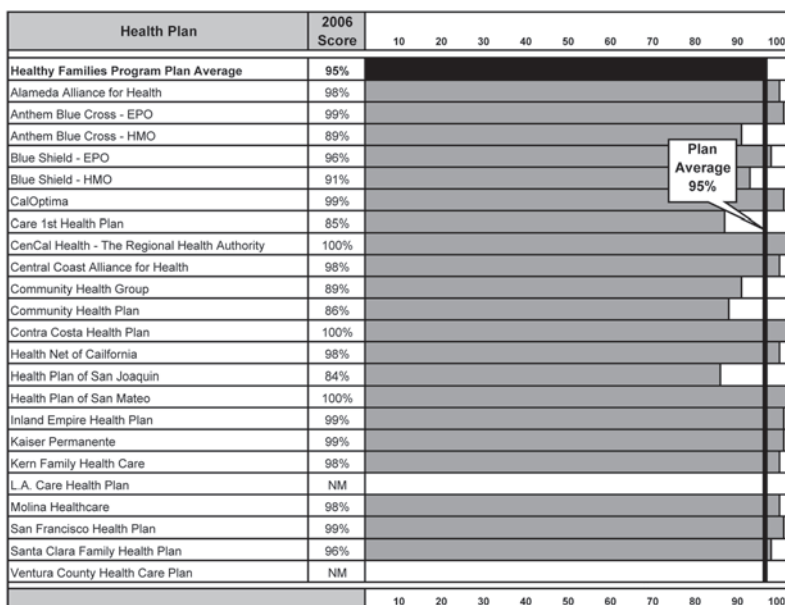 Health Plan 2006 Score 10 20 30 40 50 60 70 80 90 100
Healthy Families Program Plan Average 95%
Alameda Alliance for Health 98%
Anthem Blue Cross - EPO 99%
Anthem Blue Cross - HMO 89%
Blue Shield - EPO 96%
Blue Shield - HMO 91%
Plan
Average
95%
CalOptima 99%
Care 1st Health Plan 85%
CenCal Health - The Regional Health Authority 100%
Central Coast Alliance for Health 98%
Community Health Group 89%
Community Health Plan 86%
Contra Costa Health Plan 100%
Health Net of Cailfornia 98%
Health Plan of San Joaquin 84%
Health Plan of San Mateo 100%
Inland Empire Health Plan 99%
Kaiser Permanente 99%
Kern Family Health Care 98%
L.A. Care Health Plan NM
Molina Healthcare 98%
San Francisco Health Plan 99%
Santa Clara Family Health Plan 96%
Ventura County Health Care Plan NM
10 20 30 40 50 60 70 80 90 100